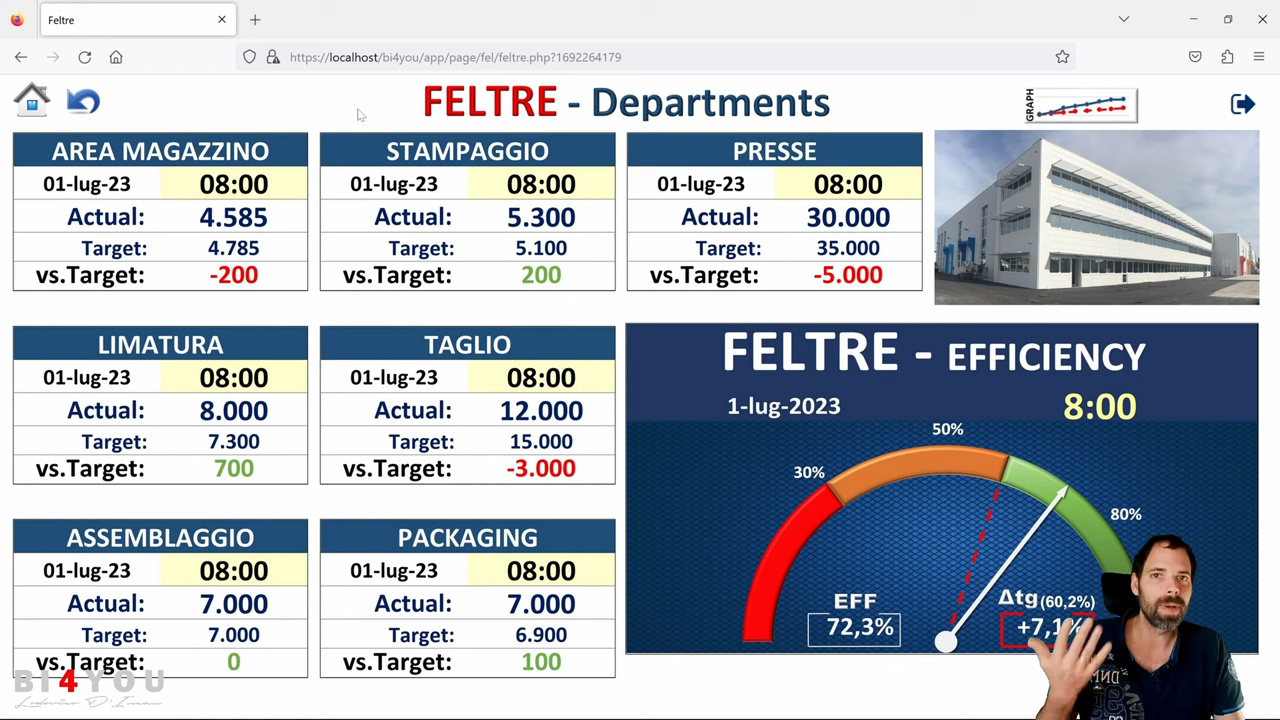 Feltre
https://localhost/bi4you/app/page/fel/feltre.php?1692264179
FELTRE - Departments
GRAPH
AREA MAGAZZINO
01-lug-23 08:00
Actual: 4.585
Target: 4.785
vs.Target: -200
STAMPAGGIO
01-lug-23 08:00
Actual: 5.300
Target: 5.100
vs.Target: 200
PRESSE
01-lug-23 08:00
Actual: 30.000
Target: 35.000
vs.Target: -5.000
LIMATURA
01-lug-23 08:00
Actual: 8.000
Target: 7.300
vs.Target: 700
TAGLIO
01-lug-23 08:00
Actual: 12.000
Target: 15.000
vs.Target: -3.000
FELTRE - EFFICIENCY
1-lug-2023 8:00
50%
30%
80%
EFF
72,3%
Δtg (60,2%)
ASSEMBLAGGIO
01-lug-23 08:00
Actual: 7.000
Target: 7.000
vs.Target: 0
PACKAGING
01-lug-23 08:00
Actual: 7.000
Target: 6.900
vs.Target: 100
BI4YOU